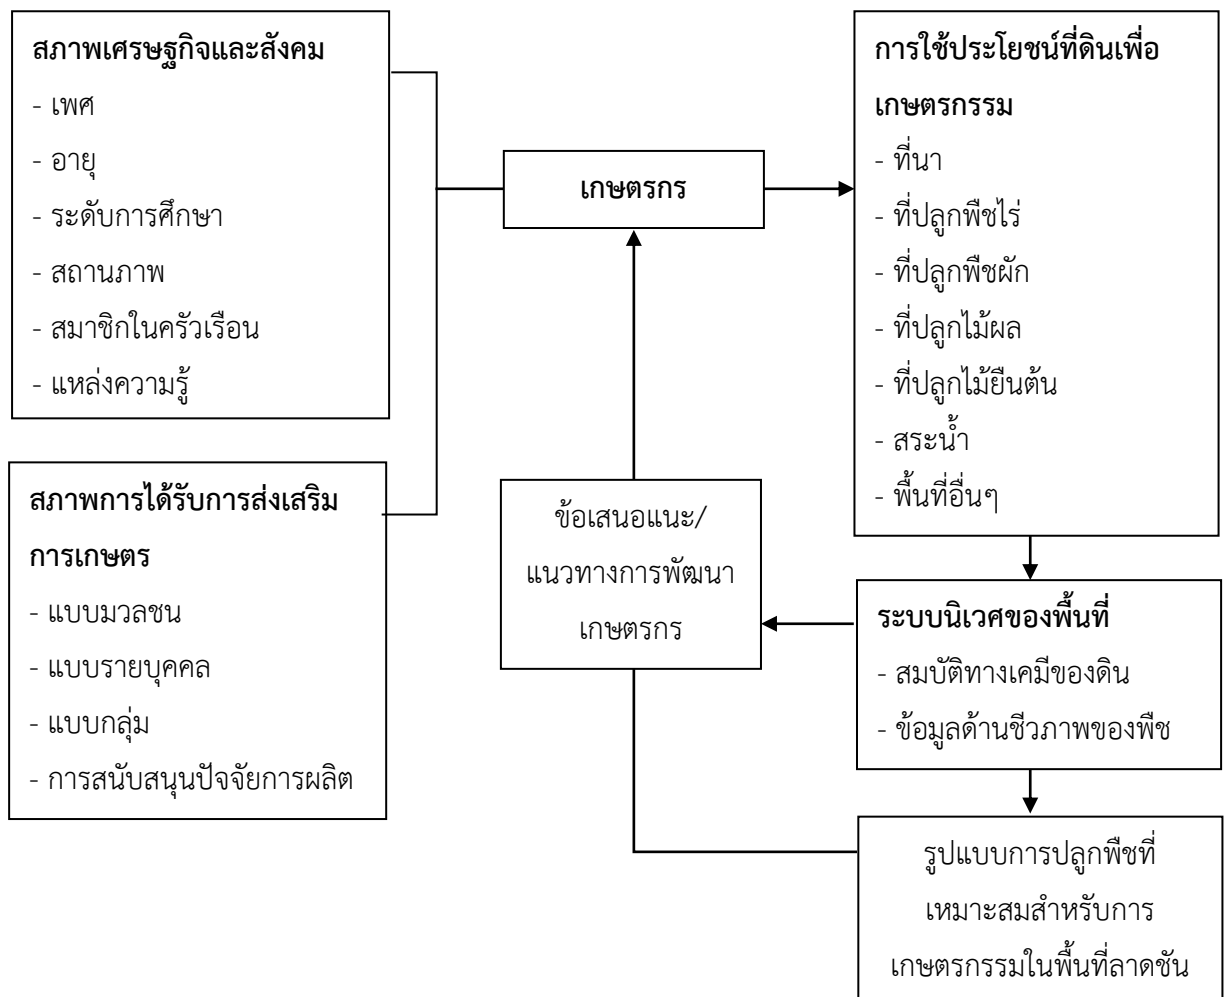 สภาพเศรษฐกิจและสังคม
- เพศ
- อายุ
- ระดับการศึกษา
- สถานภาพ
- สมาชิกในครัวเรือน
- แหล่งความรู้
สภาพการได้รับการส่งเสริม
การเกษตร
- แบบมวลชน
- แบบรายบุคคล
- แบบกลุ่ม
- การสนับสนุนปัจจัยการผลิต
เกษตรกร
ข้อเสนอแนะ/
แนวทางการพัฒนา
เกษตรกร
การใช้ประโยชน์ที่ดินเพื่อ
เกษตรกรรม
- ที่นา
- ที่ปลูกพืชไร่
- ที่ปลูกพืชผัก
- ที่ปลูกไม้ผล
- ที่ปลูกไม้ยืนต้น
- สระน้ำ
- พื้นที่อื่นๆ
ระบบนิเวศของพื้นที่
- สมบัติทางเคมีของดิน
- ข้อมูลด้านชีวภาพของพืช
รูปแบบการปลูกพืชที่
เหมาะสมสำหรับการ
เกษตรกรรมในพื้นที่ลาดชัน